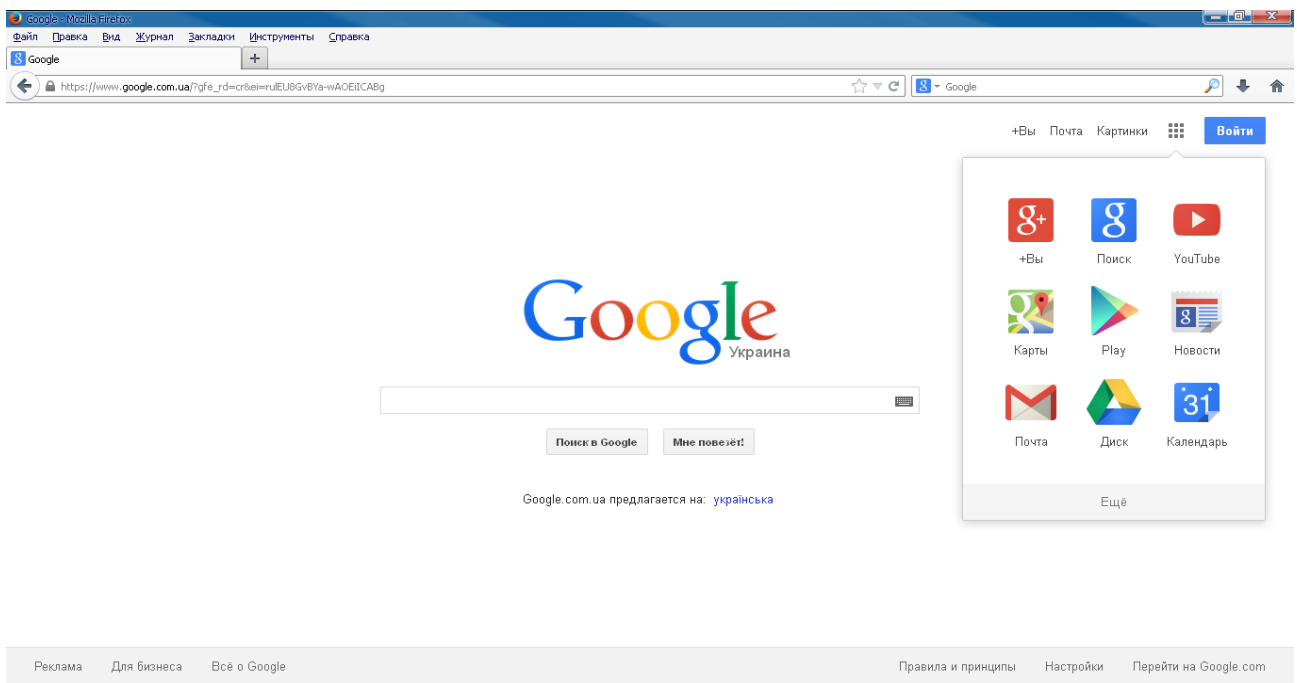 Google - Mozilla Firefox
Файл Правка Вид Журнал Закладки Инструменты Справка
Google
https://www.google.com.ua/?gfe_rd=cr&ei=rulEU8GvBYa-wAOEiICABg
Google
+Вы Почта Картинки Войти
+Вы Поиск YouTube
Карты Play Новости
31
Почта Диск Календарь
Ещё
Google
Украина
Поиск в Google Мне повезёт!
Google.com.ua предлагается на: українська
Реклама Для бизнеса Всё о Google Правила и принципы Настройки Перейти на Google.com